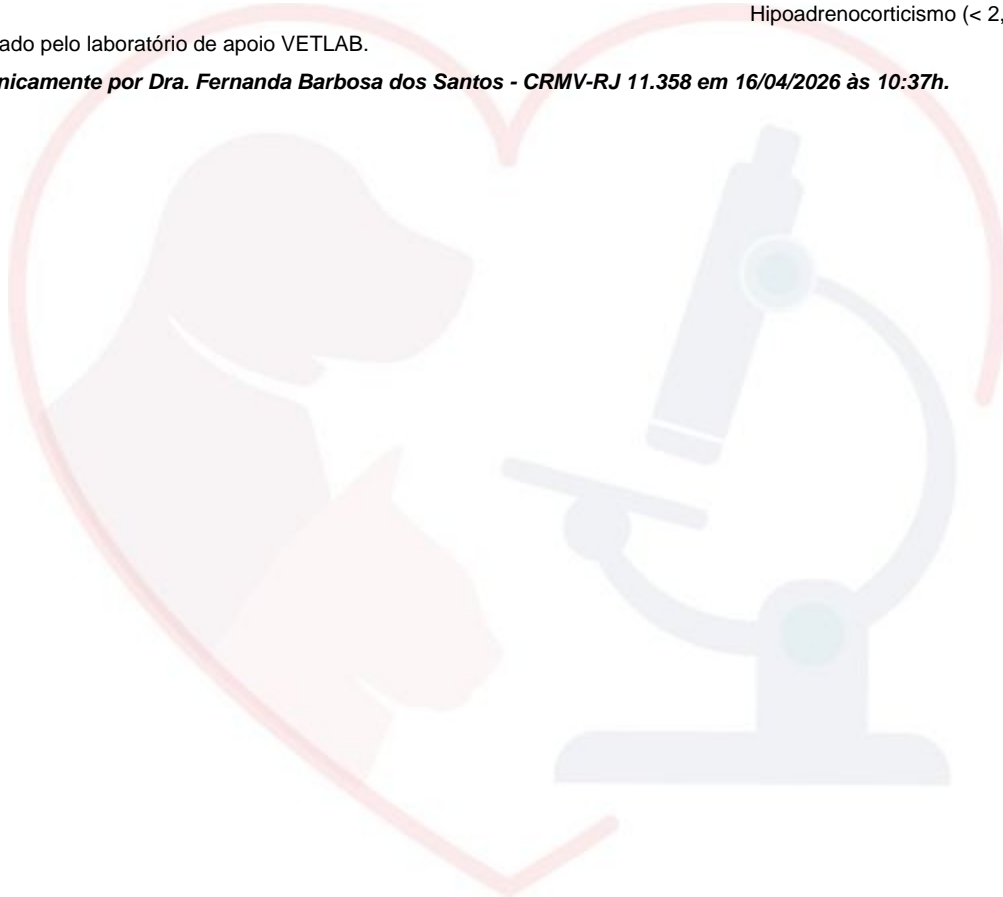 Hipoadrenocorticismo (< 2,
ado pelo laboratório de apoio VETLAB.
nicamente por Dra. Fernanda Barbosa dos Santos - CRMV-RJ 11.358 em 16/04/2026 às 10:37h.